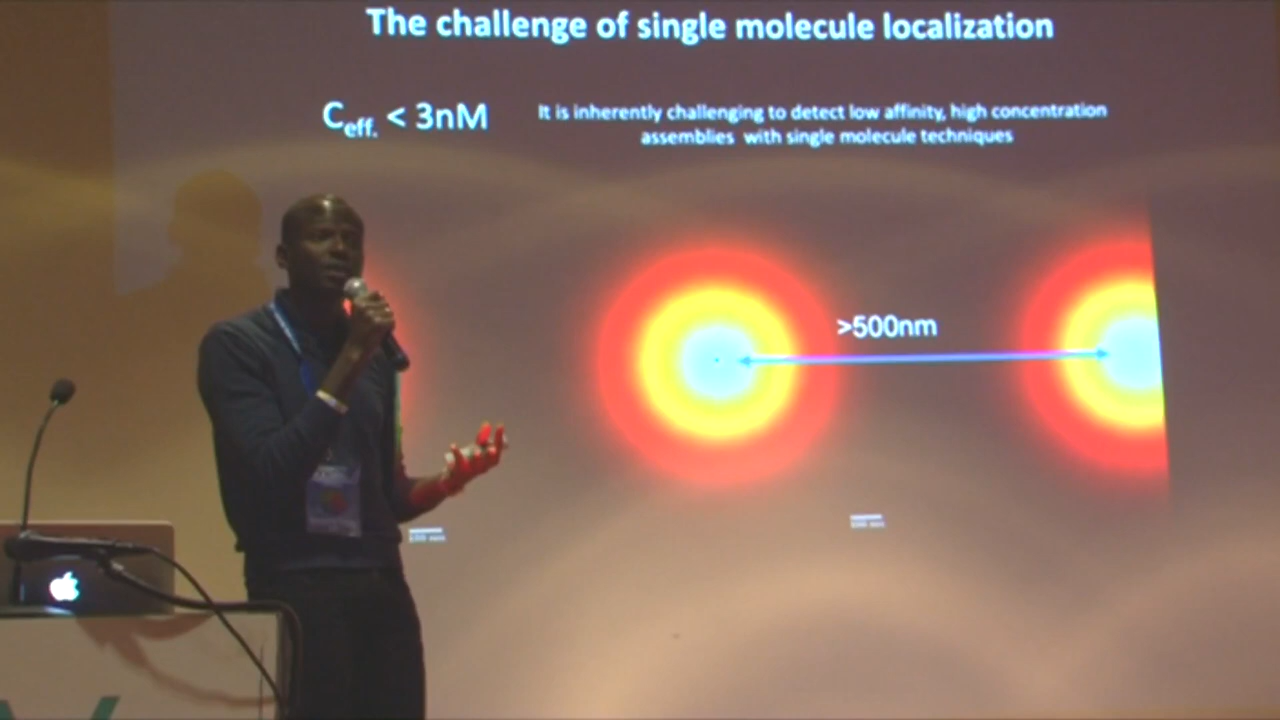 The challenge of single molecule localization
C eff. < 3nM
It is inherently challenging to detect low affinity, high concentration
assemblies with single molecule techniques
>500nm